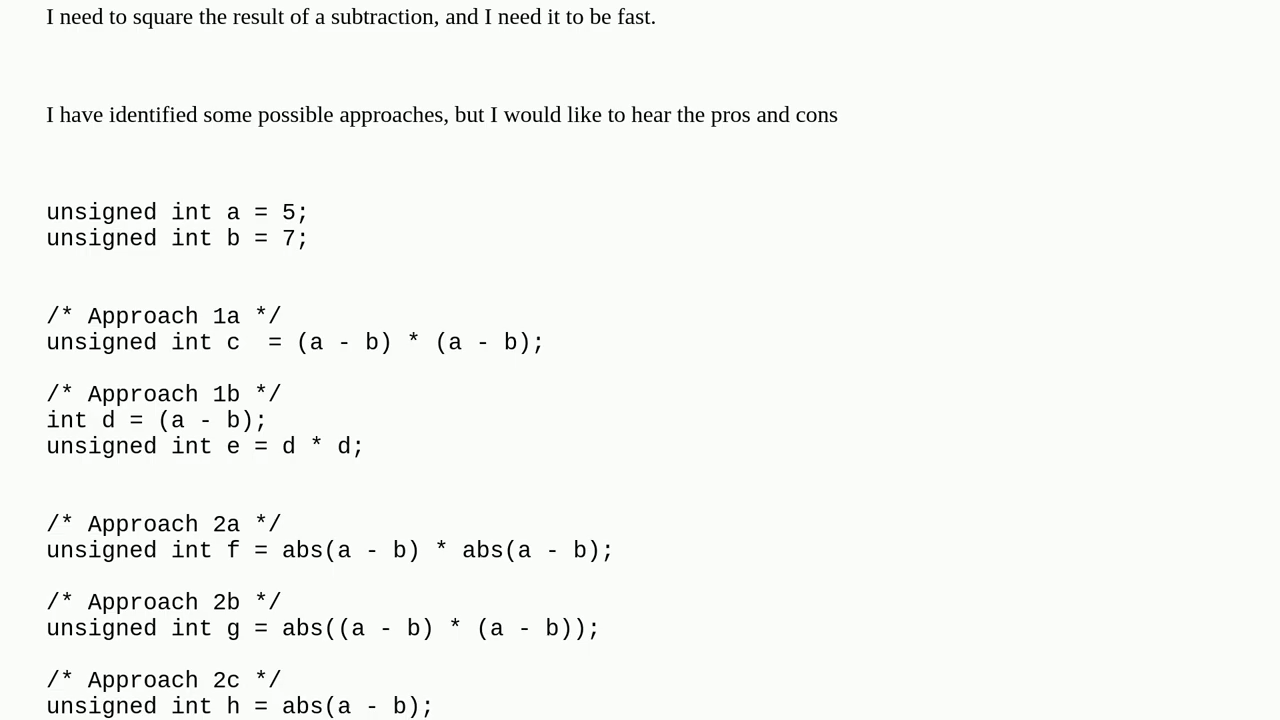 I need to square the result of a subtraction, and I need it to be fast.
I have identified some possible approaches, but I would like to hear the pros and cons
unsigned int a = 5;
unsigned int b = 7;
/* Approach 1a */
unsigned int c  = (a - b) * (a - b);
/* Approach 1b */
int d = (a - b);
unsigned int e = d * d;
/* Approach 2a */
unsigned int f = abs(a - b) * abs(a - b);
/* Approach 2b */
unsigned int g = abs((a - b) * (a - b));
/* Approach 2c */
unsigned int h = abs(a - b);